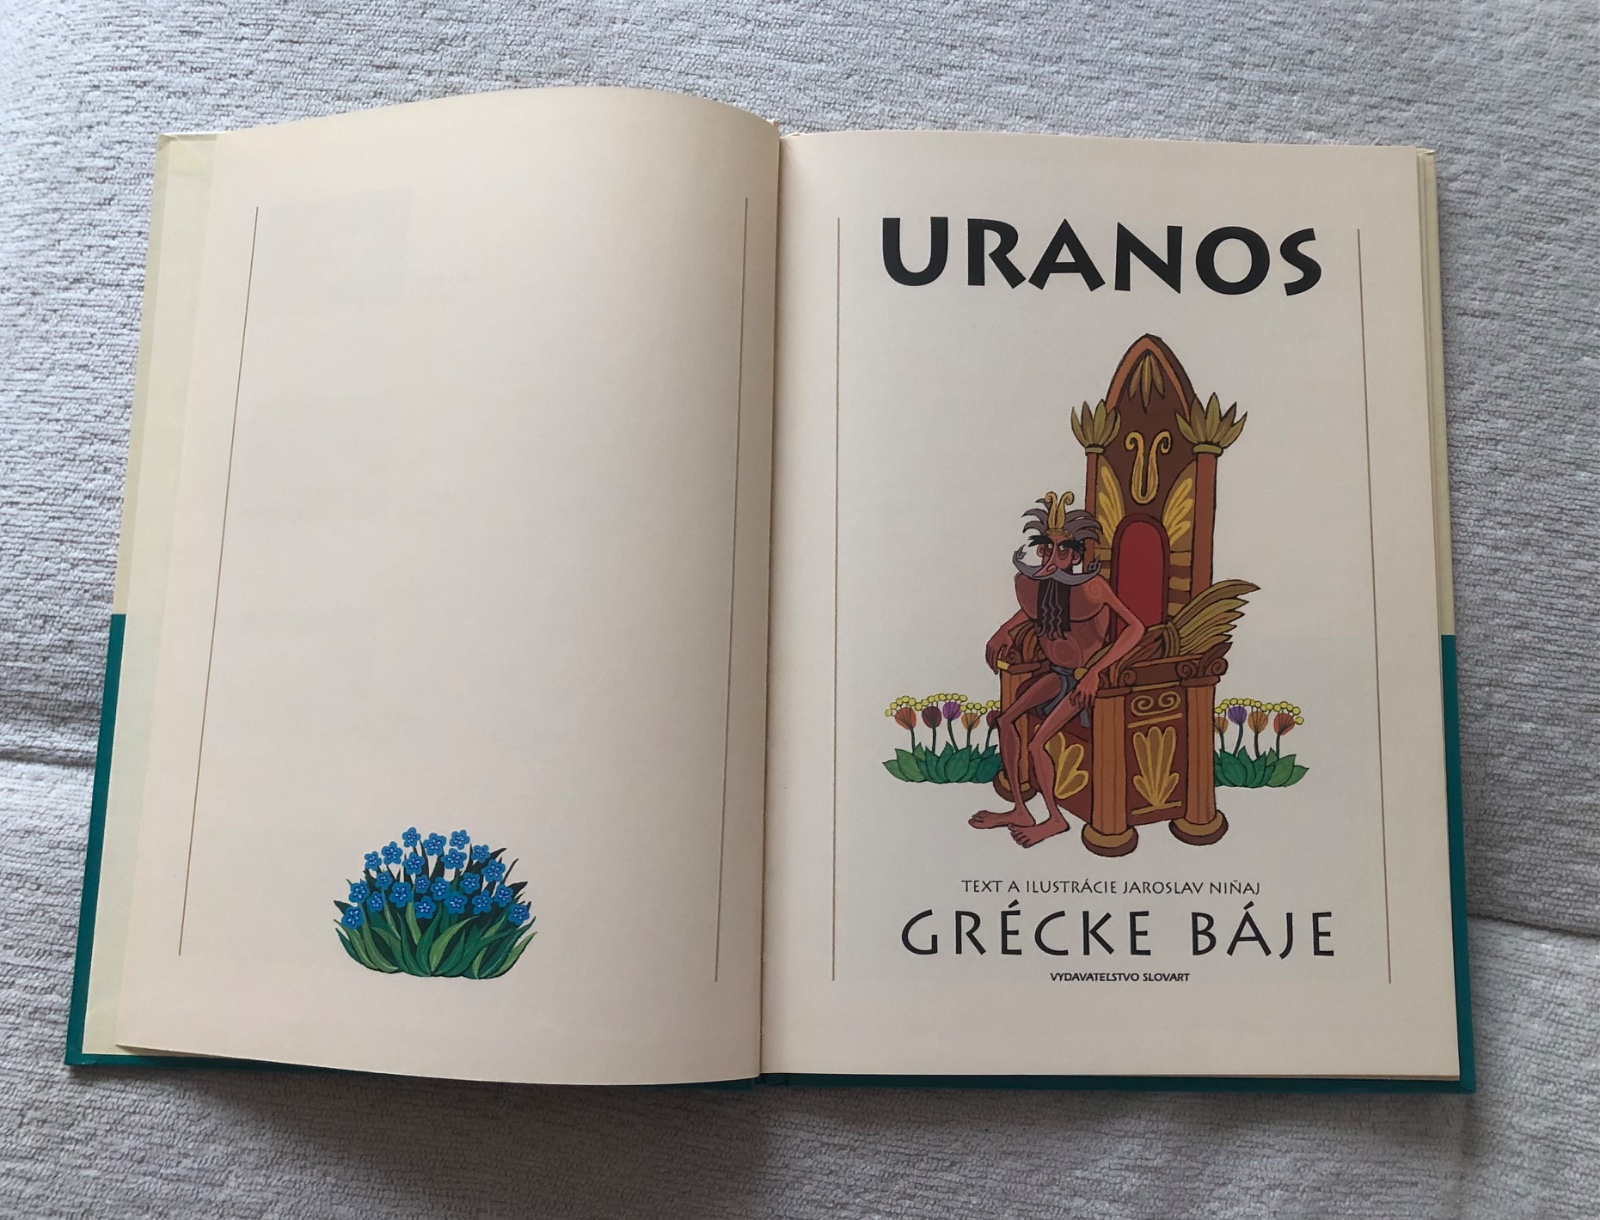 URANOS
TEXT A ILUSTRÁCIE JAROSLAV NIŇAJ
GRÉCKE BÁJE
VYDAVATEĽSTVO SLOVART